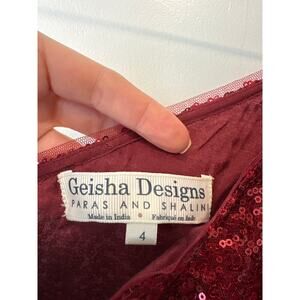 Geisha Designs
PARAS AND SHALINI
Made in India • Fabriqué en Inde
4